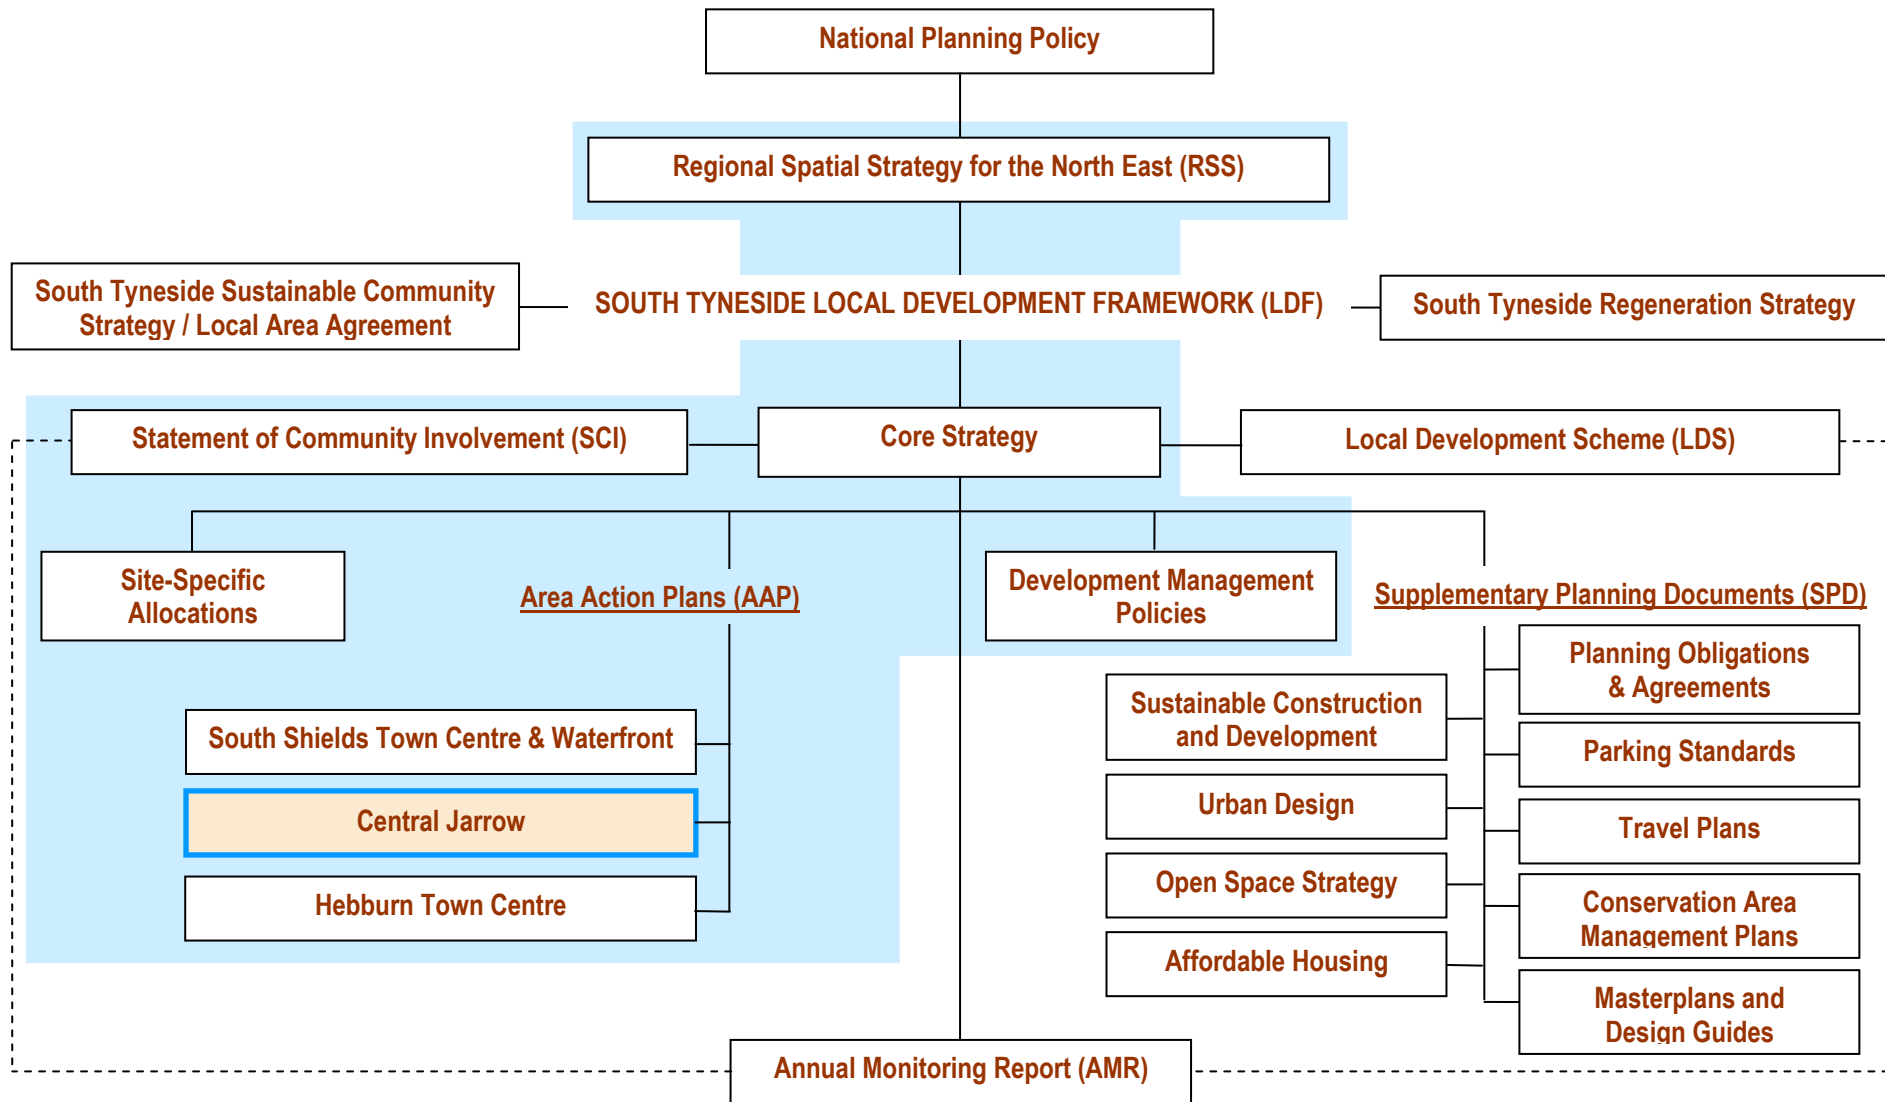 National Planning Policy
Regional Spatial Strategy for the North East (RSS)
South Tyneside Sustainable Community
Strategy / Local Area Agreement
SOUTH TYNESIDE LOCAL DEVELOPMENT FRAMEWORK (LDF)
South Tyneside Regeneration Strategy
Statement of Community Involvement (SCI)
Core Strategy
Local Development Scheme (LDS)
Site-Specific
Allocations
Area Action Plans (AAP)
Development Management
Policies
Supplementary Planning Documents (SPD)
South Shields Town Centre & Waterfront
Central Jarrow
Hebburn Town Centre
Sustainable Construction
and Development
Urban Design
Open Space Strategy
Affordable Housing
Planning Obligations
& Agreements
Parking Standards
Travel Plans
Conservation Area
Management Plans
Masterplans and
Design Guides
Annual Monitoring Report (AMR)